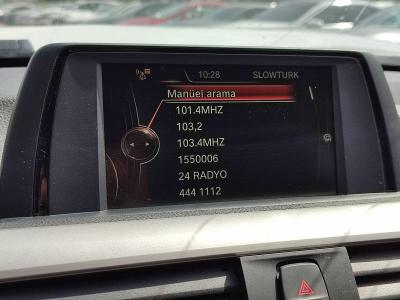 10:28 SLOWTURK
Manüel arama
101.4MHZ
103,2
103.4MHZ
1550006
24 RADYO
444 1112